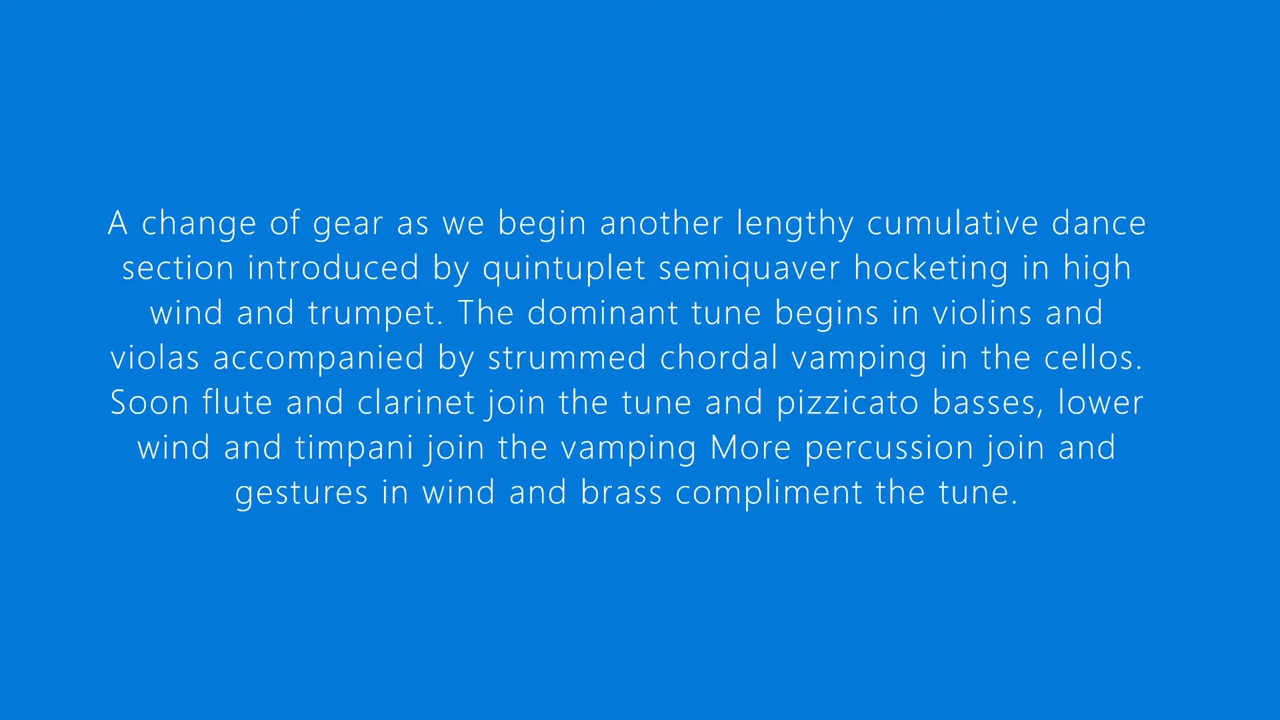 A change of gear as we begin another lengthy cumulative dance
section introduced by quintuplet semiquaver hocketing in high
wind and trumpet. The dominant tune begins in violins and
violas accompanied by strummed chordal vamping in the cellos.
Soon flute and clarinet join the tune and pizzicato basses, lower
wind and timpani join the vamping More percussion join and
gestures in wind and brass compliment the tune.